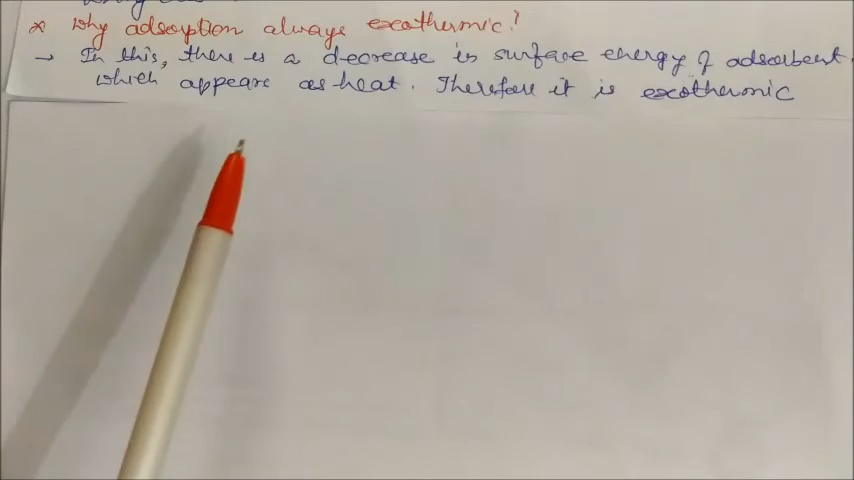 * Why adsorption always exothermic?
→ In this, there is a decrease in surface energy of adsorbent.
which appears as heat. Therefore it is exothermic